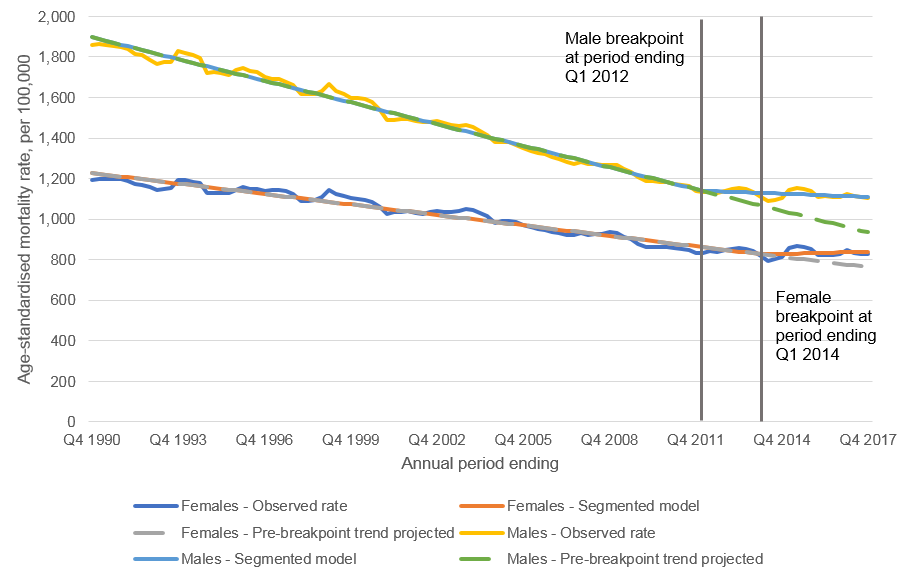 2,000
1,800
1,600
1,400
1,200
1,000
800
600
400
200
0
Age-standardised mortality rate, per 100,000
Male breakpoint
at period ending
Q1 2012
Female
breakpoint at
period ending
Q1 2014
Q4 1990 Q4 1993 Q4 1996 Q4 1999 Q4 2002 Q4 2005 Q4 2008 Q4 2011 Q4 2014 Q4 2017
Annual period ending
Females - Observed rate
Females - Segmented model
Females - Pre-breakpoint trend projected
Males - Observed rate
Males - Segmented model
Males - Pre-breakpoint trend projected